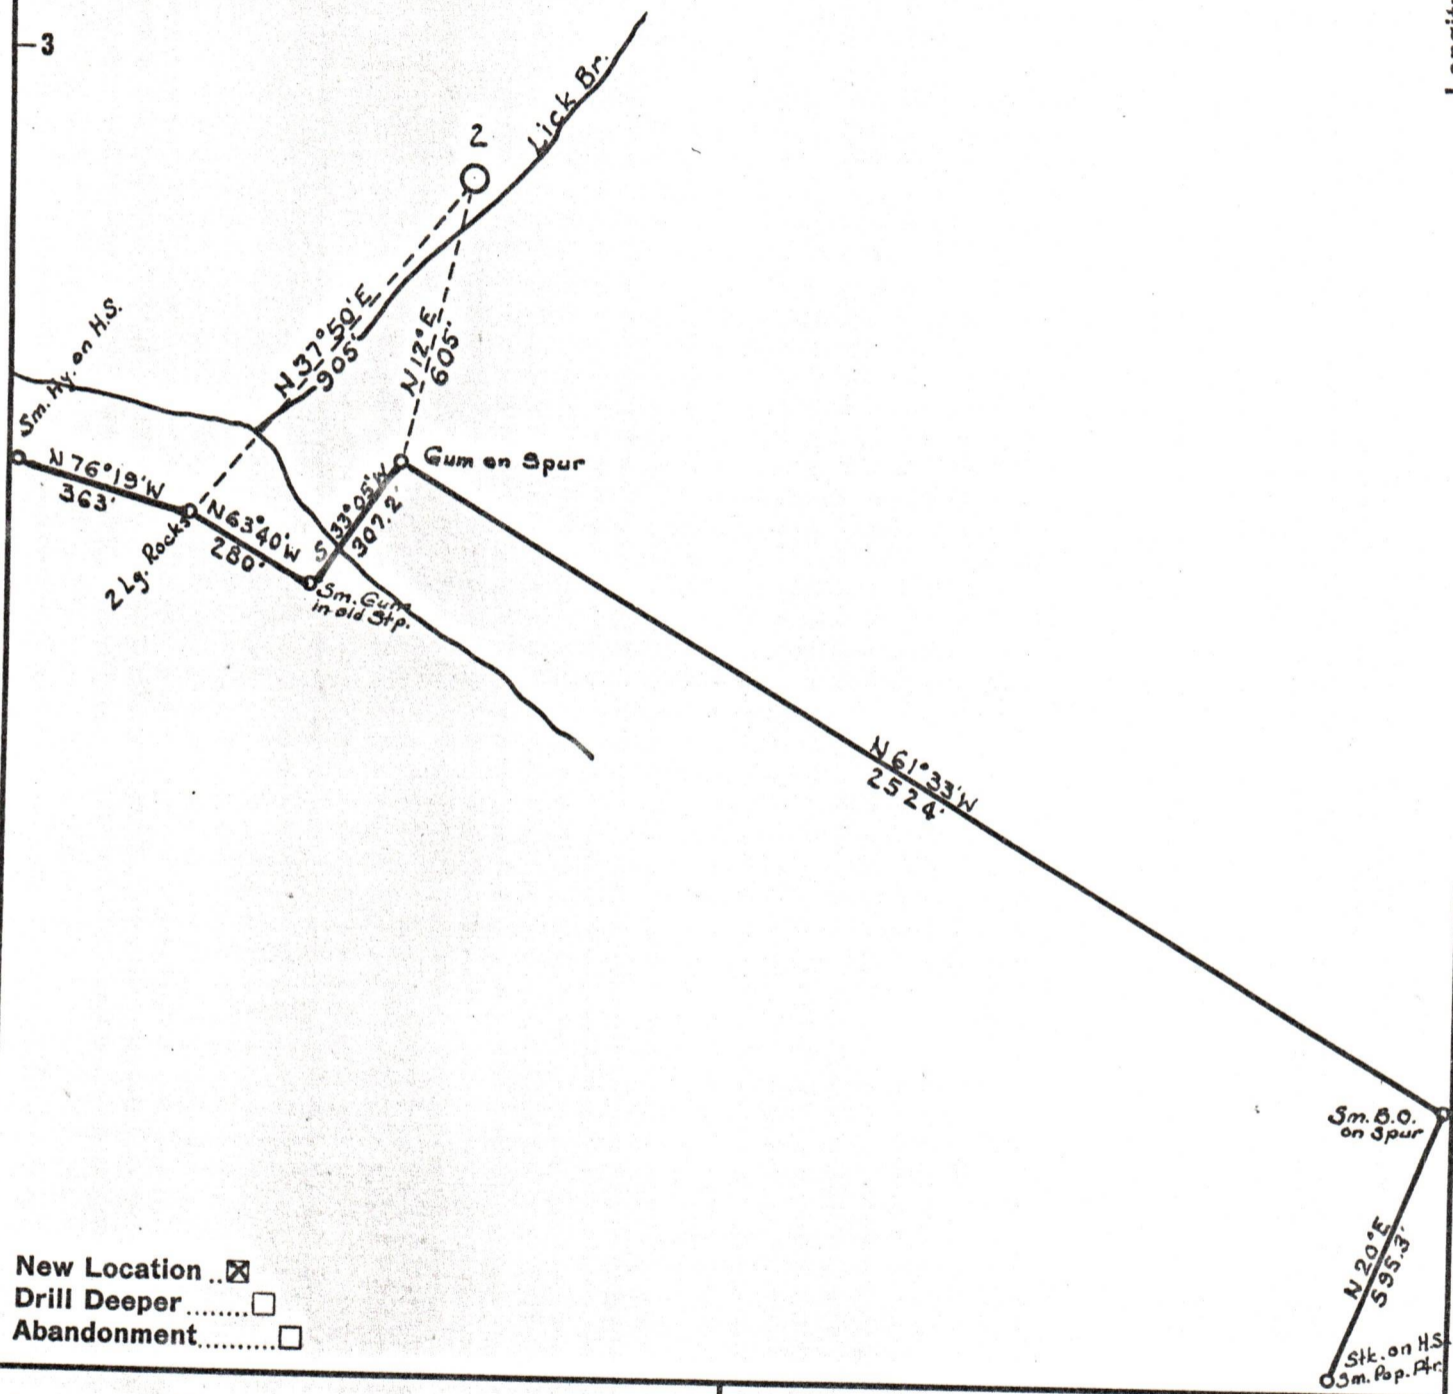 3
Lick Br.
2
N 37°50'E
905'
N 12°E
605'
Sm. Hy. on H.S.
N 76°19'W
363'
2 Lg. Rocks
N 63°40'W
280'
S 33°05'W
307.2'
Gum on Spur
Sm. Gum
in old Stp.
N 61°33'W
2524'
Sm. B.O.
on Spur
N 20°E
595.3'
Stk. on H.S.
Sm. Pop. Ptr.
New Location ..☒
Drill Deeper ........☐
Abandonment..........☐